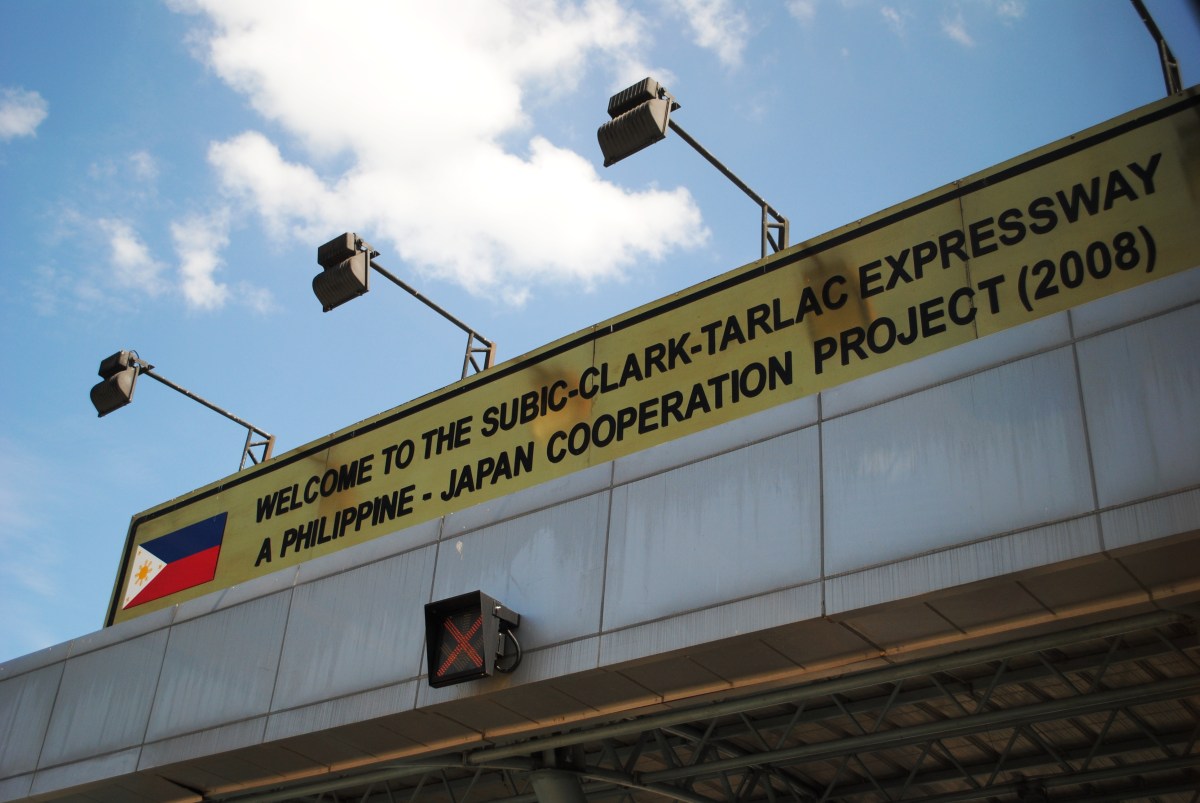 WELCOME TO THE SUBIC-CLARK-TARLAC EXPRESSWAY
A PHILIPPINE - JAPAN COOPERATION PROJECT (2008)